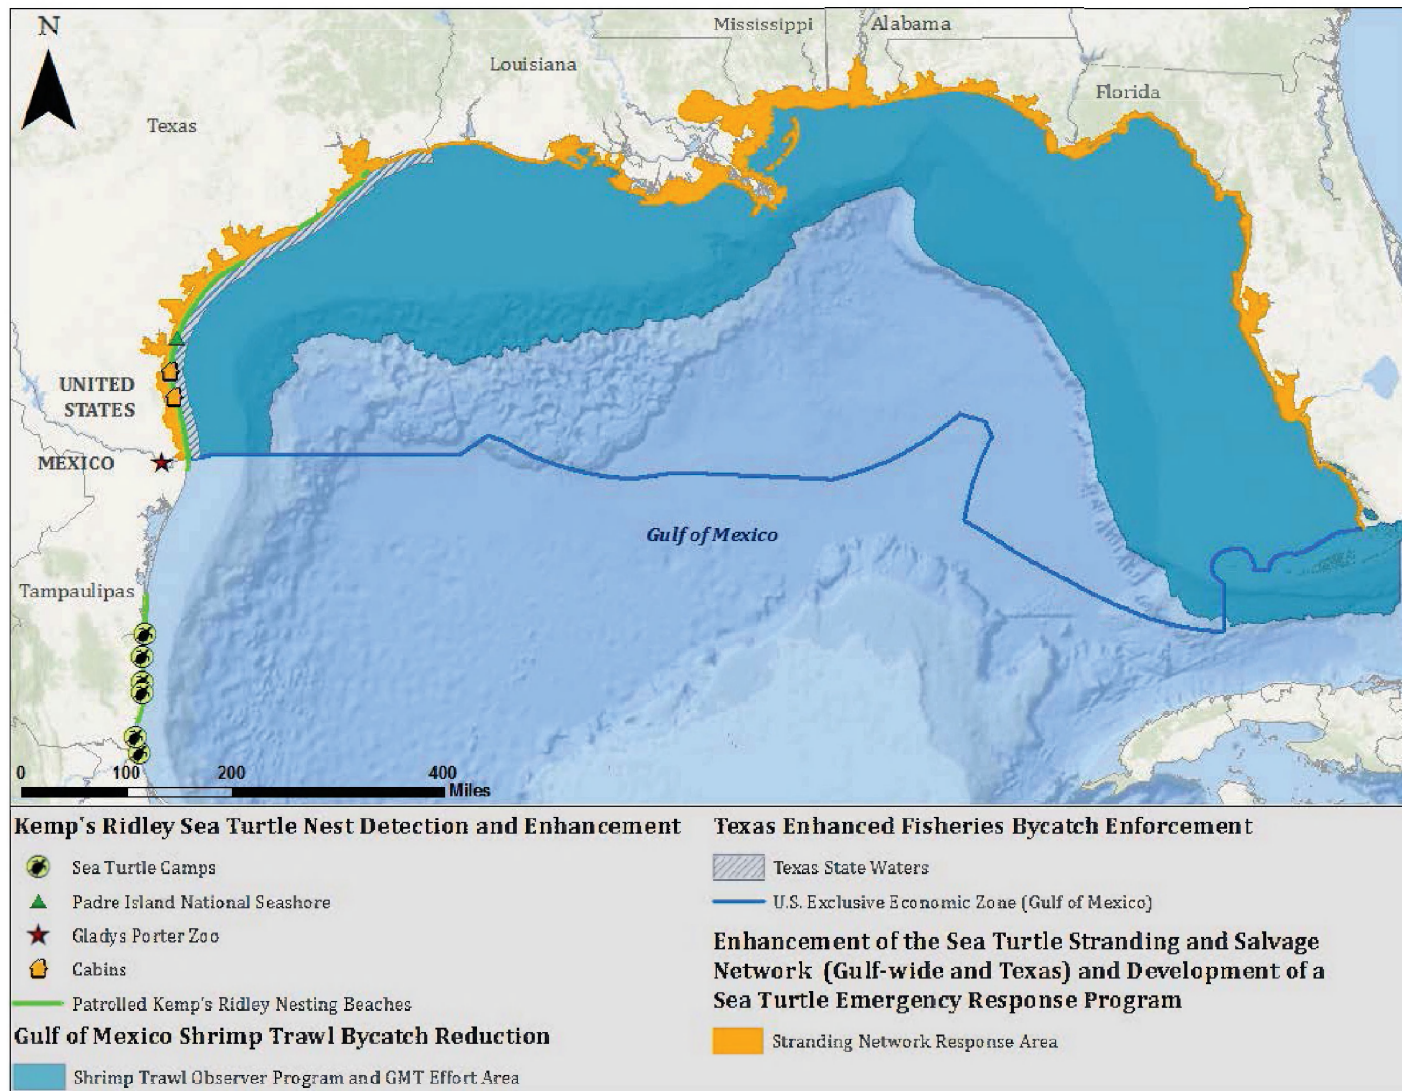 N
Mississippi
Alabama
Louisiana
Florida
Texas
UNITED
STATES
MEXICO
Gulf of Mexico
Tampaulipas
0 100 200 400
Miles
Kemp's Ridley Sea Turtle Nest Detection and Enhancement
Sea Turtle Camps
Padre Island National Seashore
Gladys Porter Zoo
Cabins
Patrolled Kemp's Ridley Nesting Beaches
Gulf of Mexico Shrimp Trawl Bycatch Reduction
Shrimp Trawl Observer Program and GMT Effort Area
Texas Enhanced Fisheries Bycatch Enforcement
Texas State Waters
U.S. Exclusive Economic Zone (Gulf of Mexico)
Enhancement of the Sea Turtle Stranding and Salvage
Network (Gulf-wide and Texas) and Development of a
Sea Turtle Emergency Response Program
Stranding Network Response Area